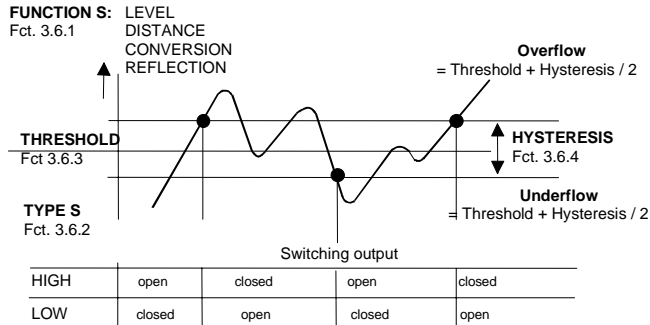 FUNCTION S: LEVEL
Fct. 3.6.1 DISTANCE
CONVERSION
REFLECTION
Overflow
= Threshold + Hysteresis / 2
THRESHOLD
Fct 3.6.3
HYSTERESIS
Fct. 3.6.4
TYPE S
Fct. 3.6.2
Underflow
= Threshold + Hysteresis / 2
Switching output
HIGH open closed open closed
LOW closed open closed open